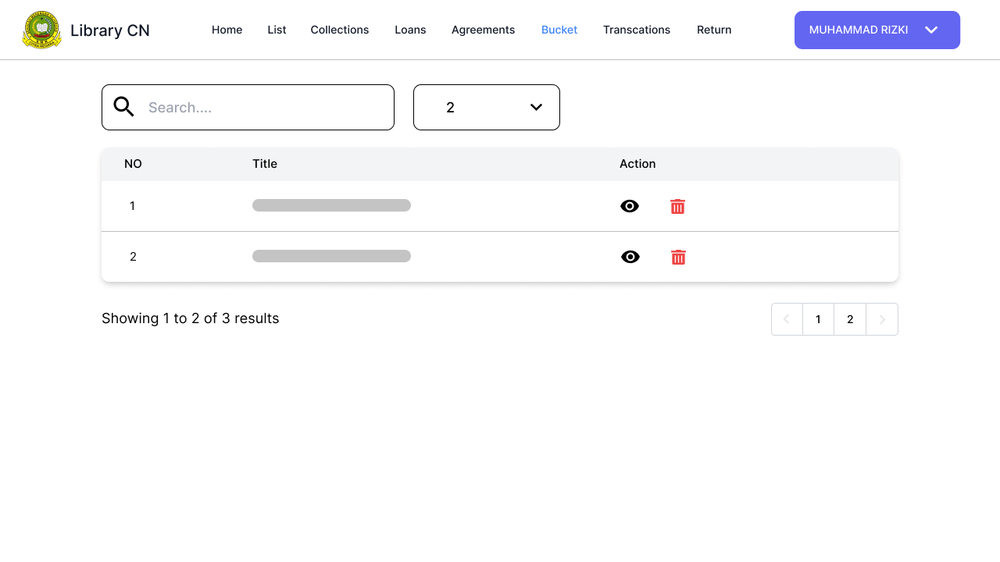 Library CN
Home List Collections Loans Agreements Bucket Transcations Return
MUHAMMAD RIZKI
Search....
2
NO Title Action
1
2
Showing 1 to 2 of 3 results
1 2